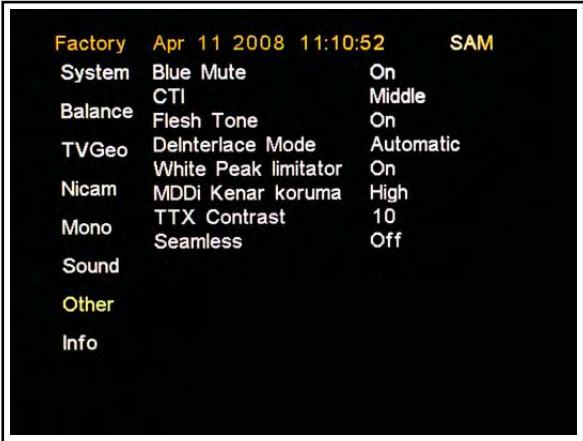 Factory Apr 11 2008 11:10:52 SAM
System Blue Mute On
CTI Middle
Balance Flesh Tone On
TVGeo DeInterlace Mode Automatic
White Peak limitator On
Nicam MDDi Kenar koruma High
Mono TTX Contrast 10
Seamless Off
Sound
Other
Info